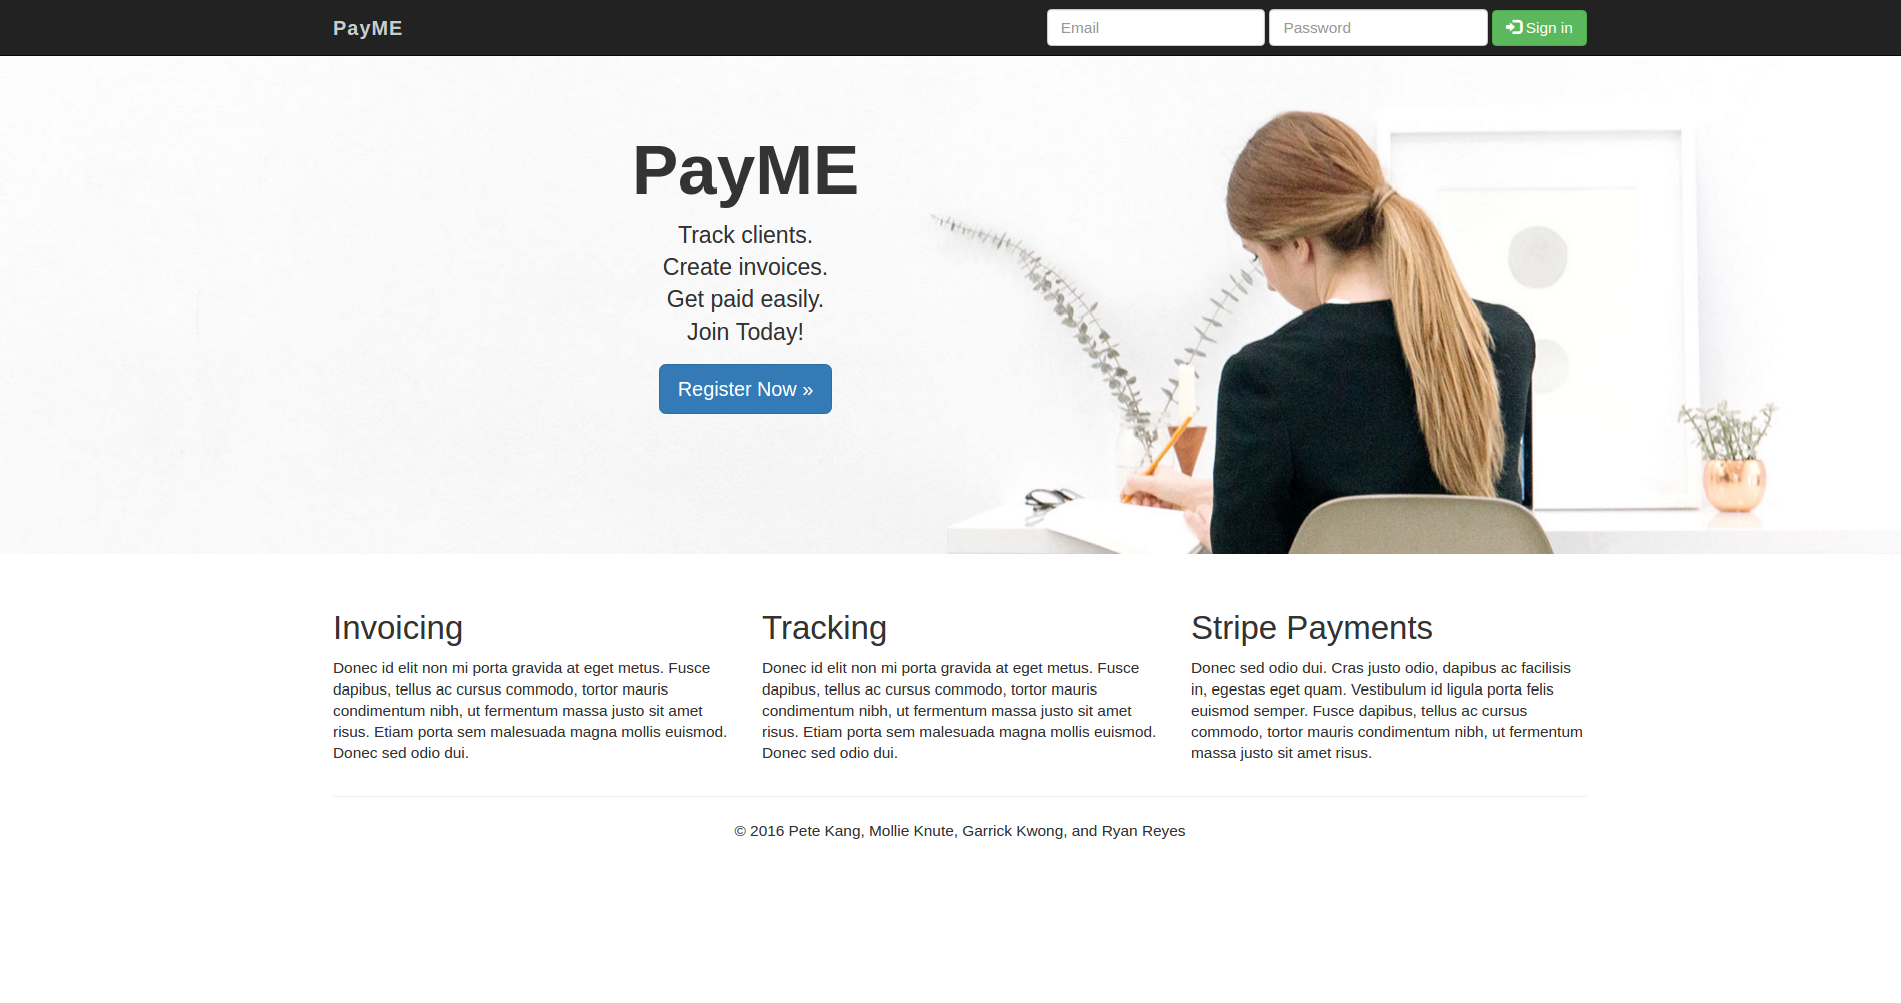 PayME
Email
Password
Sign in
PayME
Track clients.
Create invoices.
Get paid easily.
Join Today!
Register Now »
Invoicing
Donec id elit non mi porta gravida at eget metus. Fusce
dapibus, tellus ac cursus commodo, tortor mauris
condimentum nibh, ut fermentum massa justo sit amet
risus. Etiam porta sem malesuada magna mollis euismod.
Donec sed odio dui.
Tracking
Donec id elit non mi porta gravida at eget metus. Fusce
dapibus, tellus ac cursus commodo, tortor mauris
condimentum nibh, ut fermentum massa justo sit amet
risus. Etiam porta sem malesuada magna mollis euismod.
Donec sed odio dui.
Stripe Payments
Donec sed odio dui. Cras justo odio, dapibus ac facilisis
in, egestas eget quam. Vestibulum id ligula porta felis
euismod semper. Fusce dapibus, tellus ac cursus
commodo, tortor mauris condimentum nibh, ut fermentum
massa justo sit amet risus.
© 2016 Pete Kang, Mollie Knute, Garrick Kwong, and Ryan Reyes